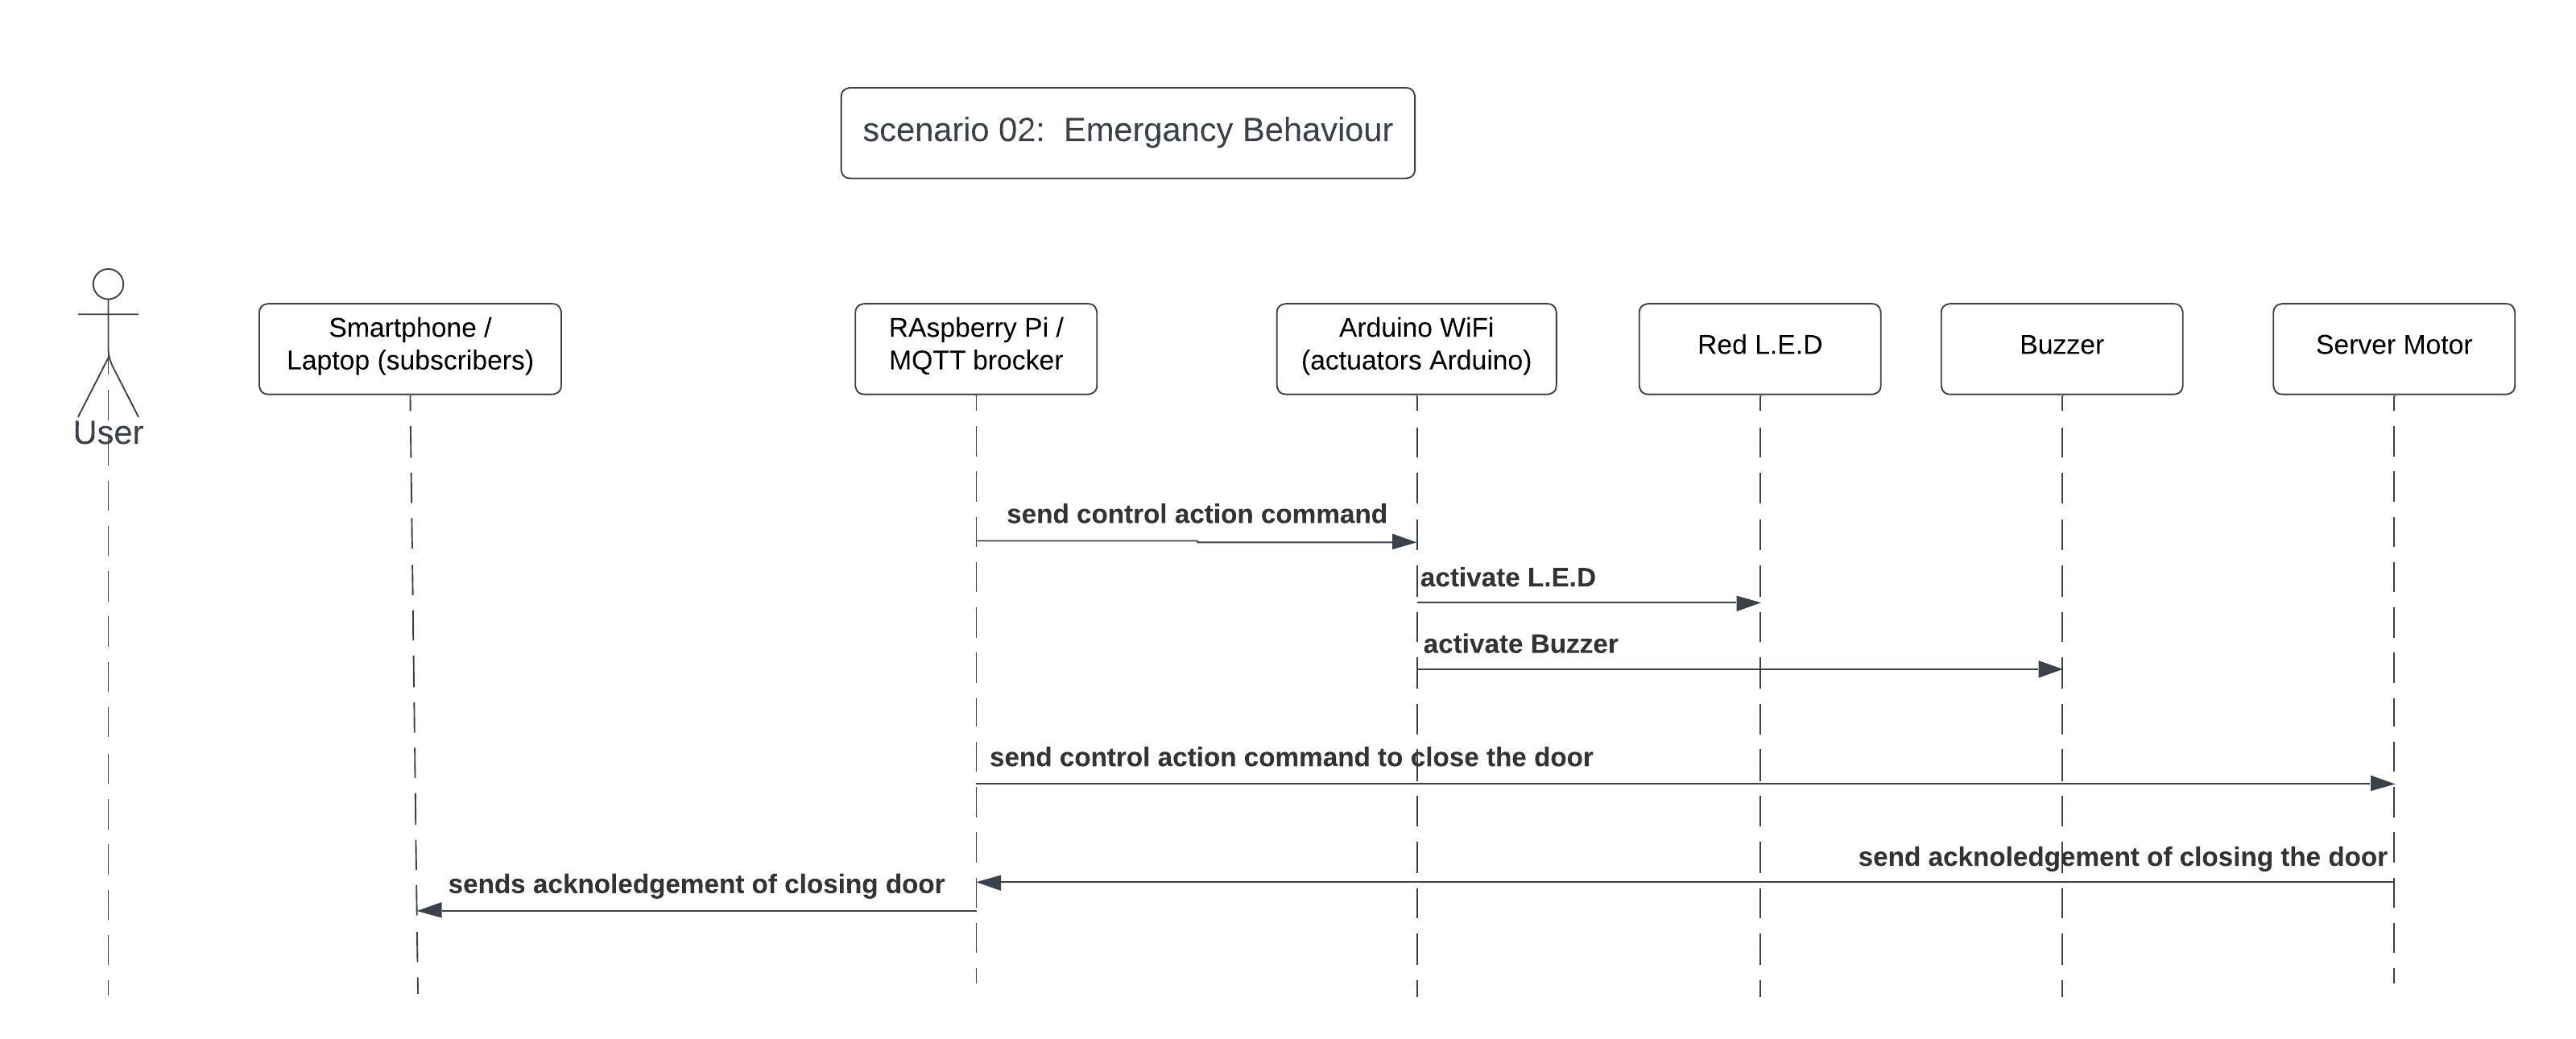 scenario 02:  Emergancy Behaviour
User
Smartphone /
Laptop (subscribers)
RAspberry Pi /
MQTT brocker
Arduino WiFi
(actuators Arduino)
Red L.E.D
Buzzer
Server Motor
send control action command
activate L.E.D
activate Buzzer
send control action command to close the door
send acknoledgement of closing the door
sends acknoledgement of closing door